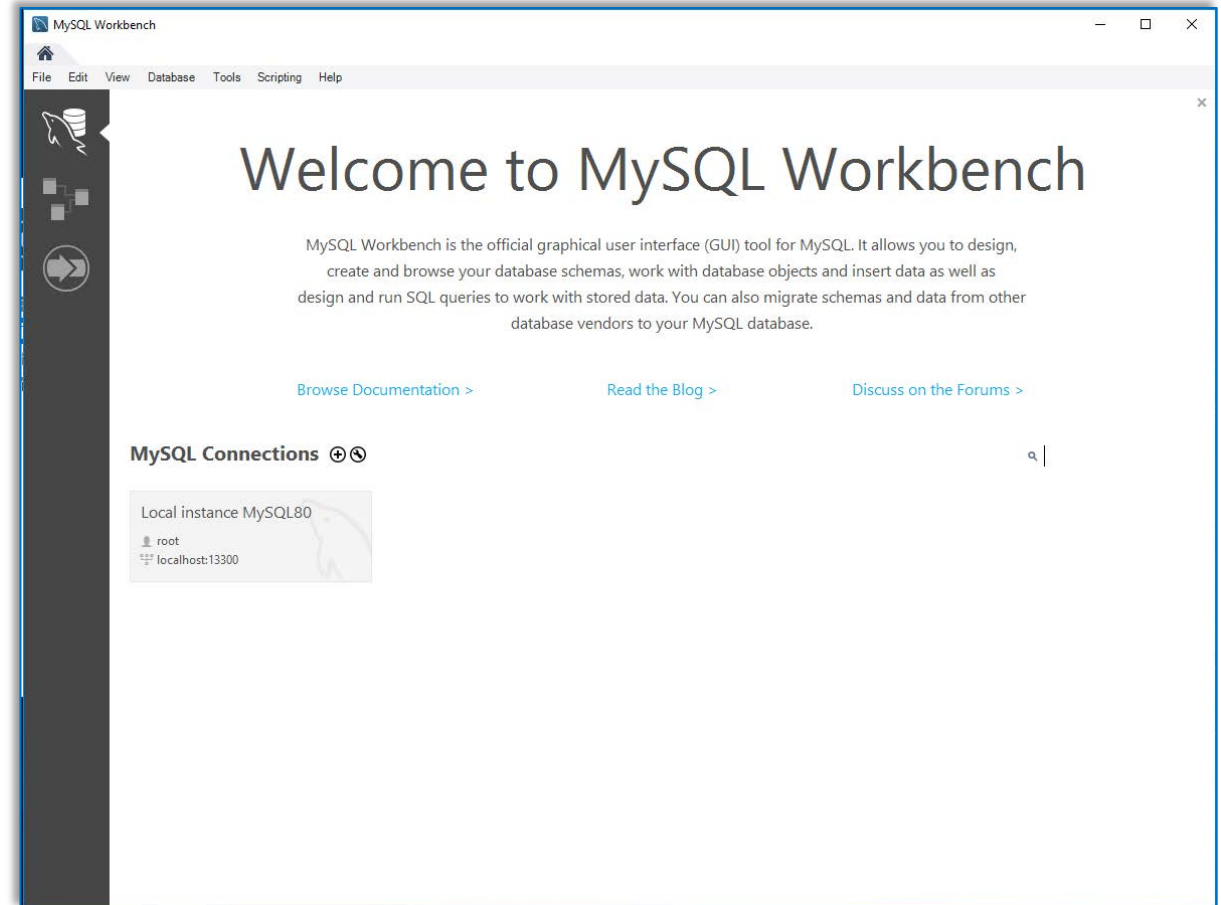 MySQL Workbench
File Edit View Database Tools Scripting Help
Welcome to MySQL Workbench
MySQL Workbench is the official graphical user interface (GUI) tool for MySQL. It allows you to design,
create and browse your database schemas, work with database objects and insert data as well as
design and run SQL queries to work with stored data. You can also migrate schemas and data from other
database vendors to your MySQL database.
Browse Documentation > Read the Blog > Discuss on the Forums >
MySQL Connections
Local instance MySQL80
root
localhost:13300